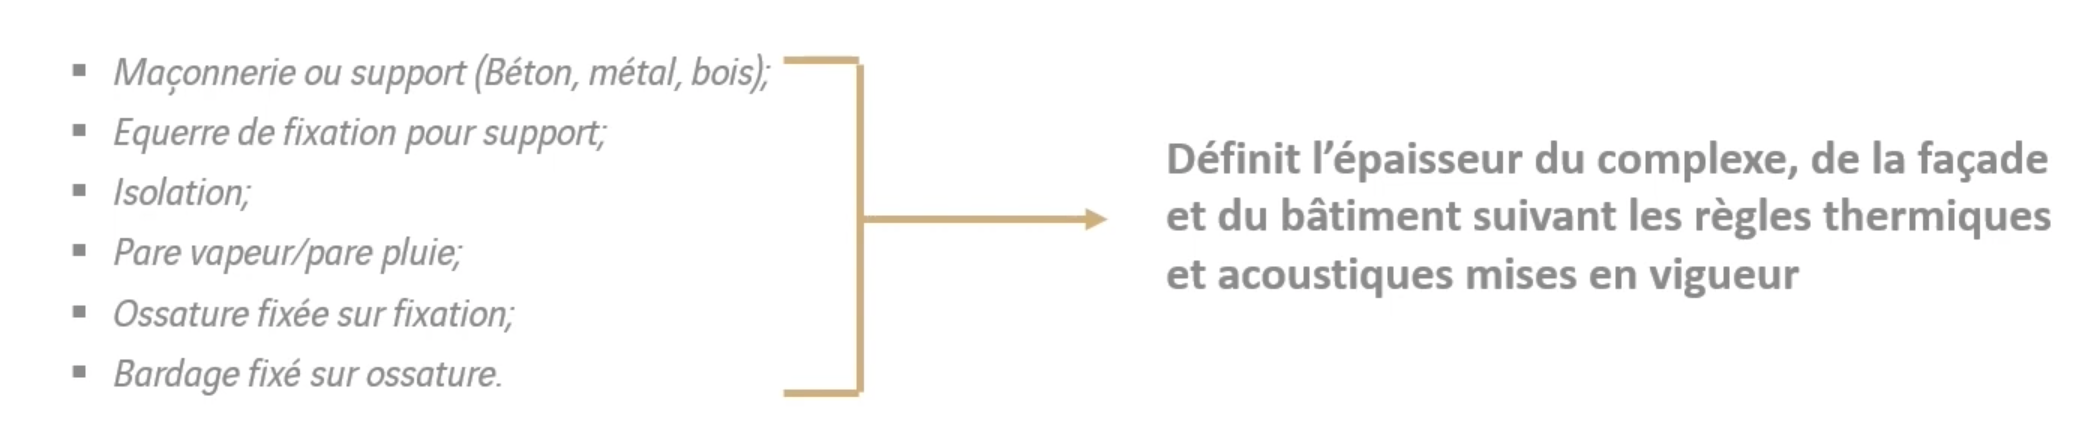 ▪ Maçonnerie ou support (Béton, métal, bois);
▪ Equerre de fixation pour support;
▪ Isolation;
▪ Pare vapeur/pare pluie;
▪ Ossature fixée sur fixation;
▪ Bardage fixé sur ossature.
Définit l’épaisseur du complexe, de la façade
et du bâtiment suivant les règles thermiques
et acoustiques mises en vigueur